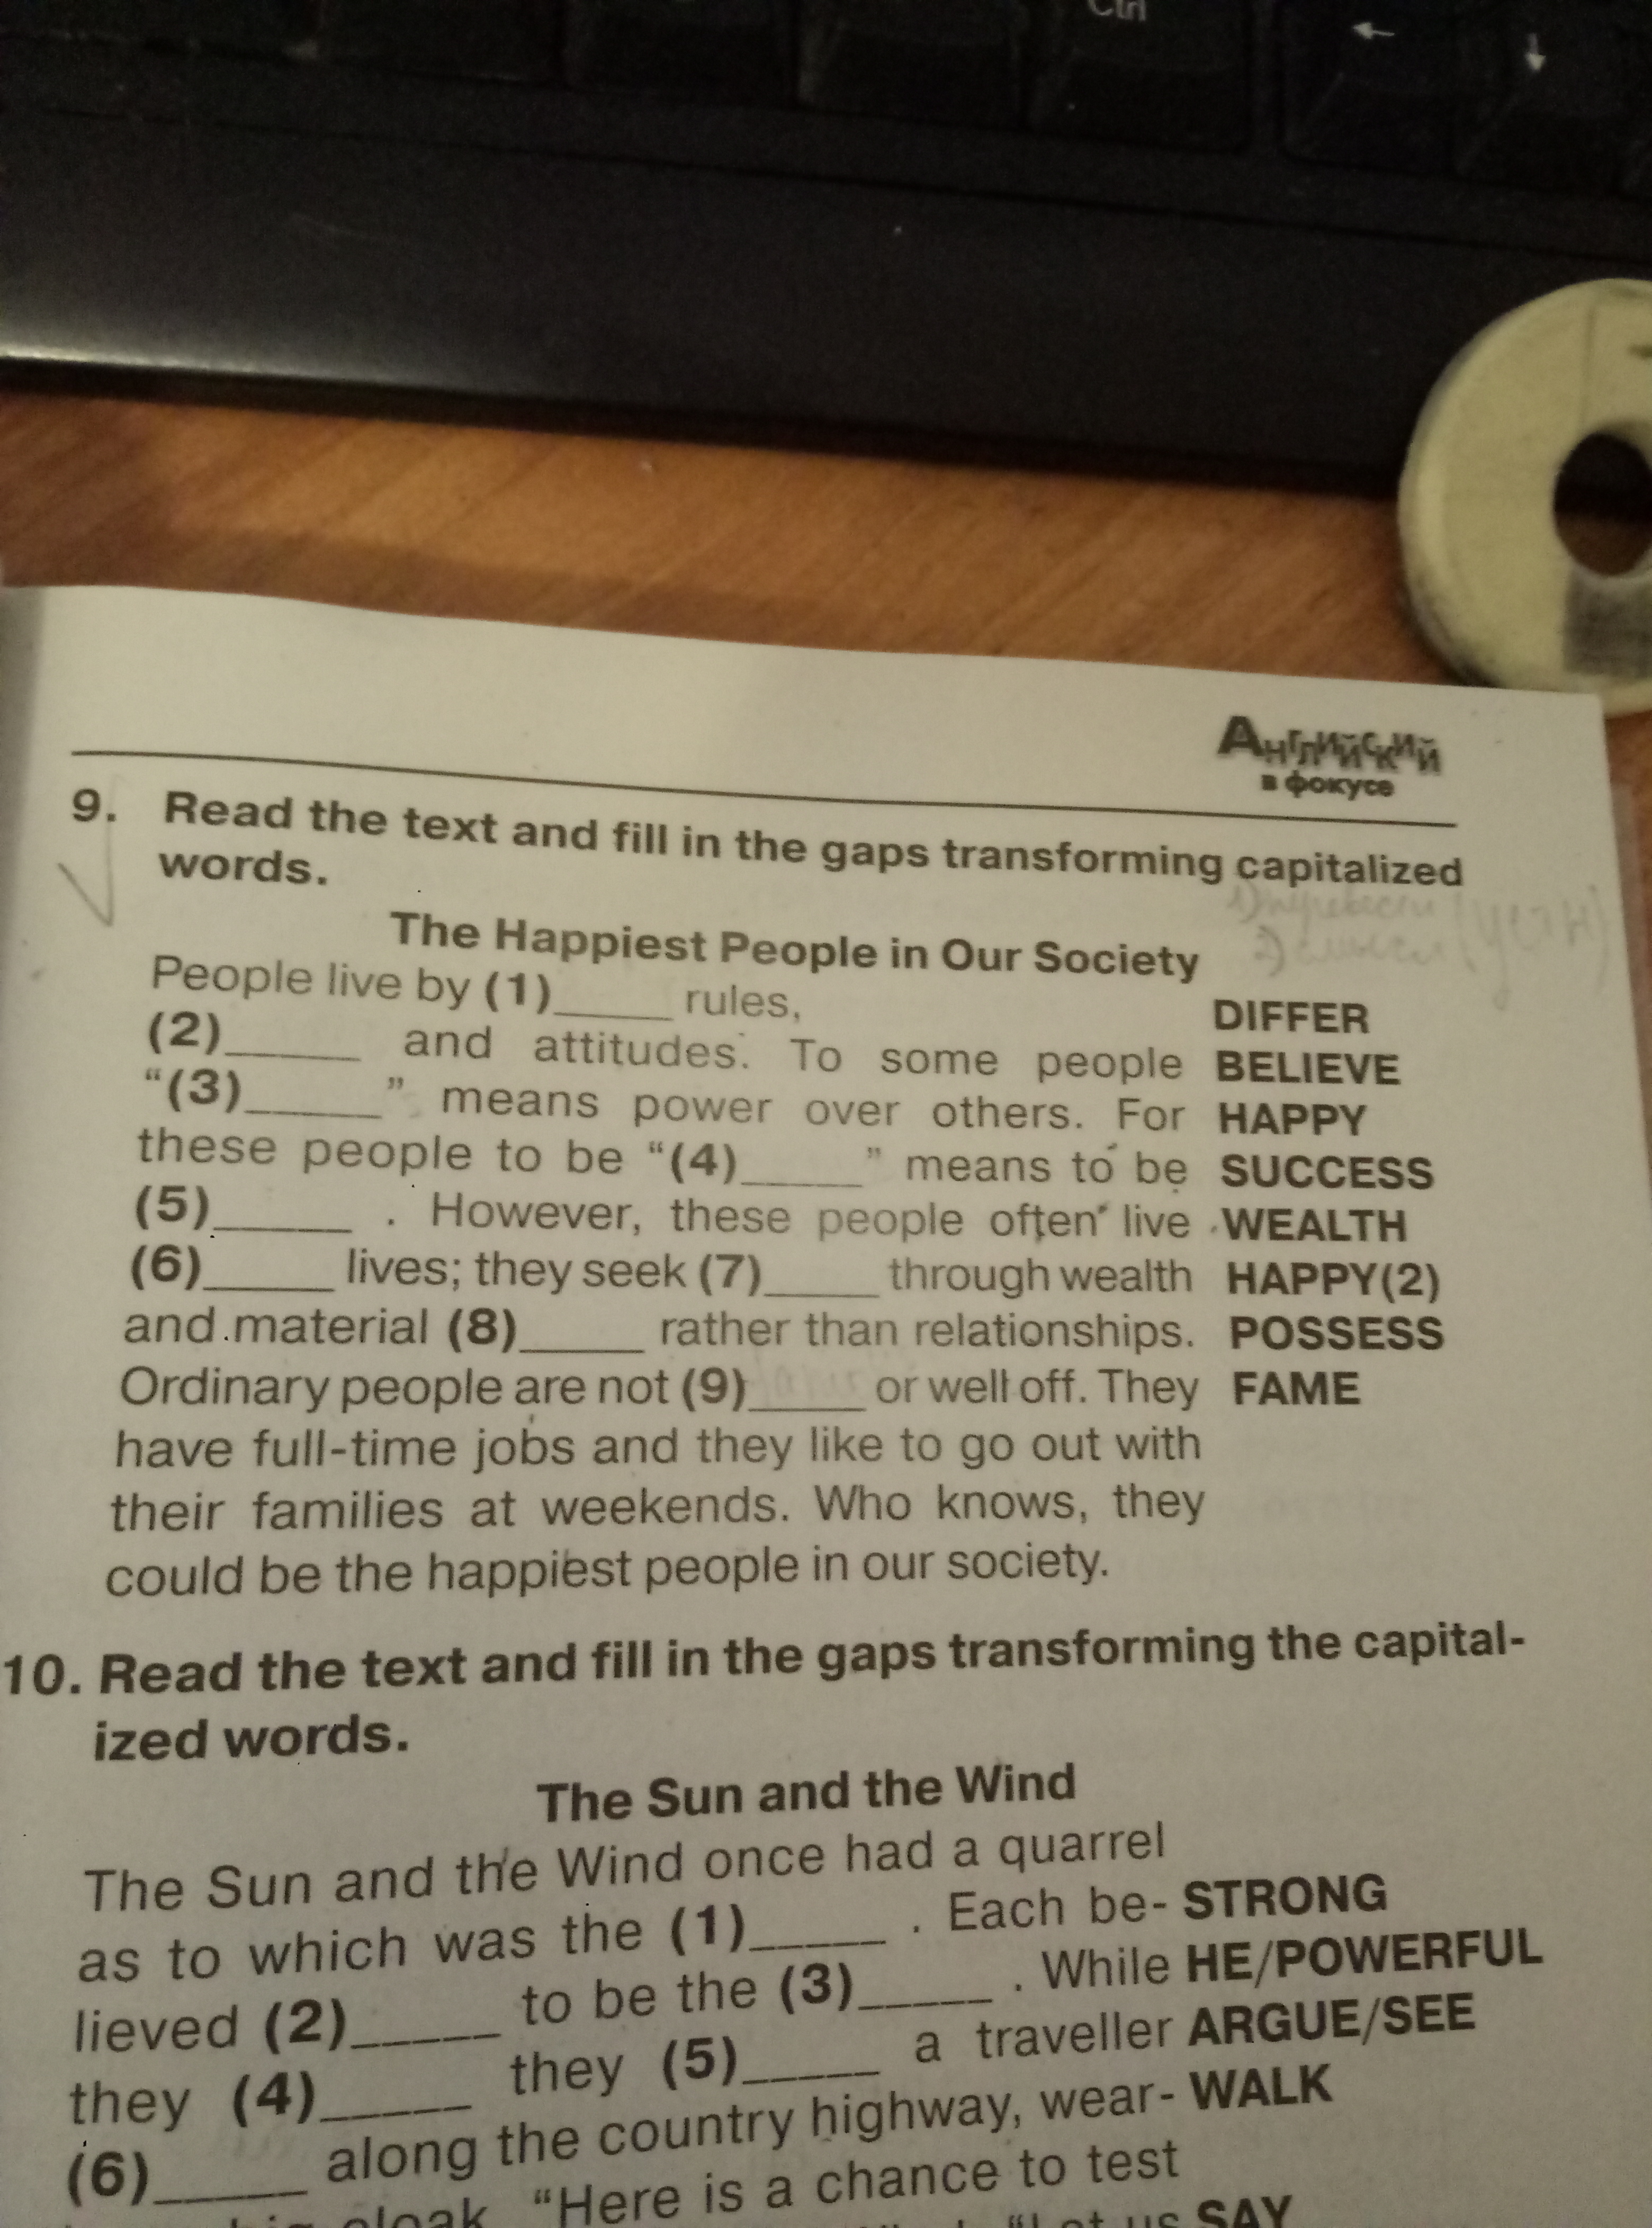 Ctrl
←
↓
Английский
в фокусе
9. Read the text and fill in the gaps transforming capitalized
words.
The Happiest People in Our Society
People live by (1)_____ rules, DIFFER
(2)_____ and attitudes. To some people BELIEVE
“(3)_____” means power over others. For HAPPY
these people to be “(4)_____” means to be SUCCESS
(5)_____ . However, these people often live WEALTH
(6)_____ lives; they seek (7)_____ through wealth HAPPY(2)
and material (8)_____ rather than relationships. POSSESS
Ordinary people are not (9)_____ or well off. They FAME
have full-time jobs and they like to go out with
their families at weekends. Who knows, they
could be the happiest people in our society.
10. Read the text and fill in the gaps transforming the capital-
ized words.
The Sun and the Wind
The Sun and the Wind once had a quarrel
as to which was the (1)_____ . Each be- STRONG
lieved (2)_____ to be the (3)_____ . While HE/POWERFUL
they (4)_____ they (5)_____ a traveller ARGUE/SEE
(6)_____ along the country highway, wear- WALK
cloak. “Here is a chance to test
“Let us SAY